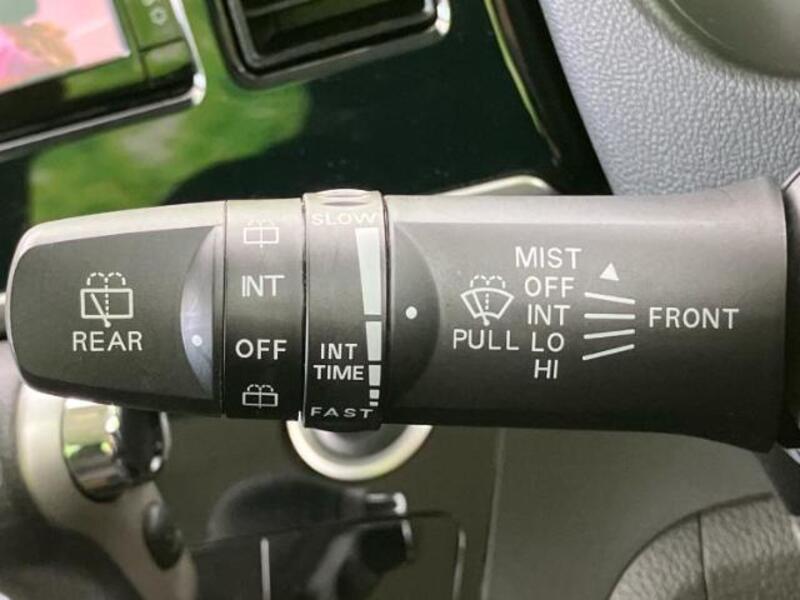 REAR
INT
OFF
SLOW
INT
TIME
FAST
PULL
MIST
OFF
INT
LO
HI
FRONT